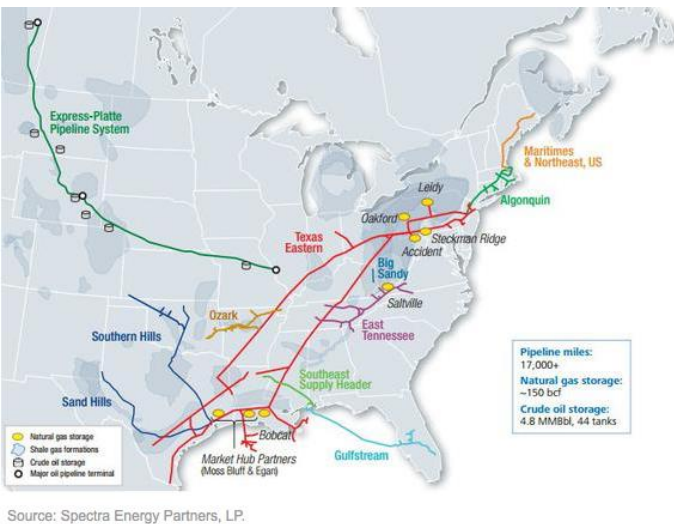 Express-Platte
Pipeline System
Maritimes
& Northeast, US
Algonquin
Leidy
Oakford
Steckman Ridge
Accident
Texas
Eastern
Big
Sandy
Saltville
Ozark
East
Tennessee
Southern Hills
Southeast
Supply Header
Sand Hills
Bobcat
Market Hub Partners
(Moss Bluff & Egan)
Gulfstream
Pipeline miles:
17,000+
Natural gas storage:
~150 bcf
Crude oil storage:
4.8 MMBbl, 44 tanks
Natural gas storage
Shale gas formations
Crude oil storage
Major oil pipeline terminal
Source: Spectra Energy Partners, LP.